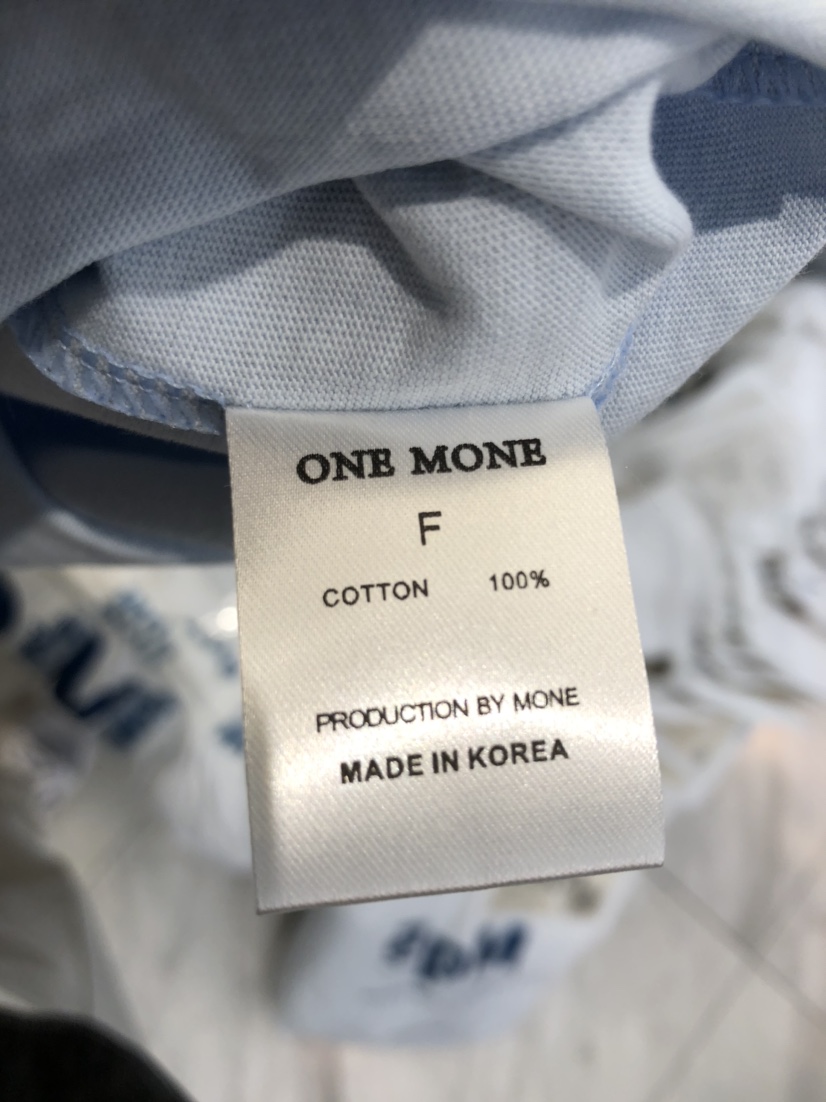 ONE MONE
F
COTTON 100%
PRODUCTION BY MONE
MADE IN KOREA